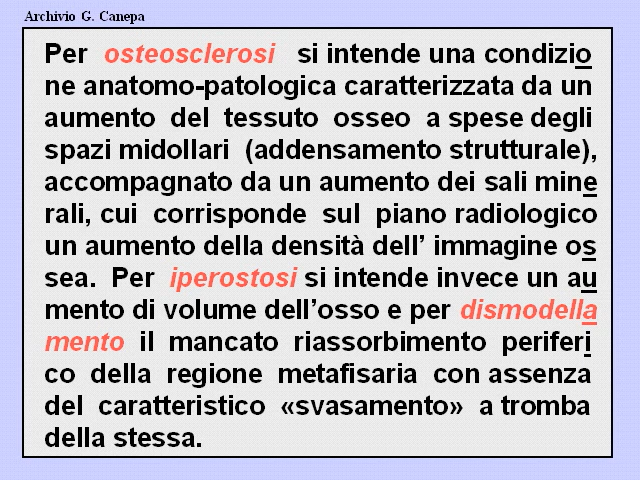 Archivio G. Canepa
Per osteosclerosi si intende una condizio
ne anatomo-patologica caratterizzata da un
aumento del tessuto osseo a spese degli
spazi midollari (addensamento strutturale),
accompagnato da un aumento dei sali mine
rali, cui corrisponde sul piano radiologico
un aumento della densità dell’ immagine os
sea. Per iperostosi si intende invece un au
mento di volume dell’osso e per dismodella
mento il mancato riassorbimento periferi
co della regione metafisaria con assenza
del caratteristico «svasamento» a tromba
della stessa.